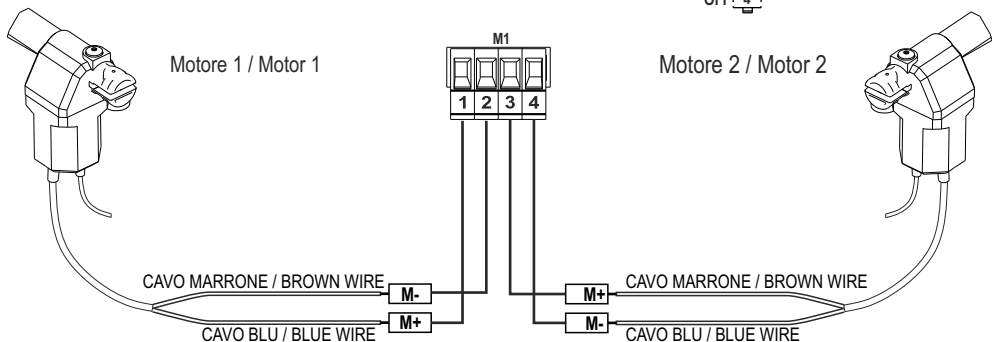 M1
Motore 1 / Motor 1
Motore 2 / Motor 2
1 2 3 4
CAVO MARRONE / BROWN WIRE
M-
M+
CAVO BLU / BLUE WIRE
M+
CAVO MARRONE / BROWN WIRE
M-
CAVO BLU / BLUE WIRE